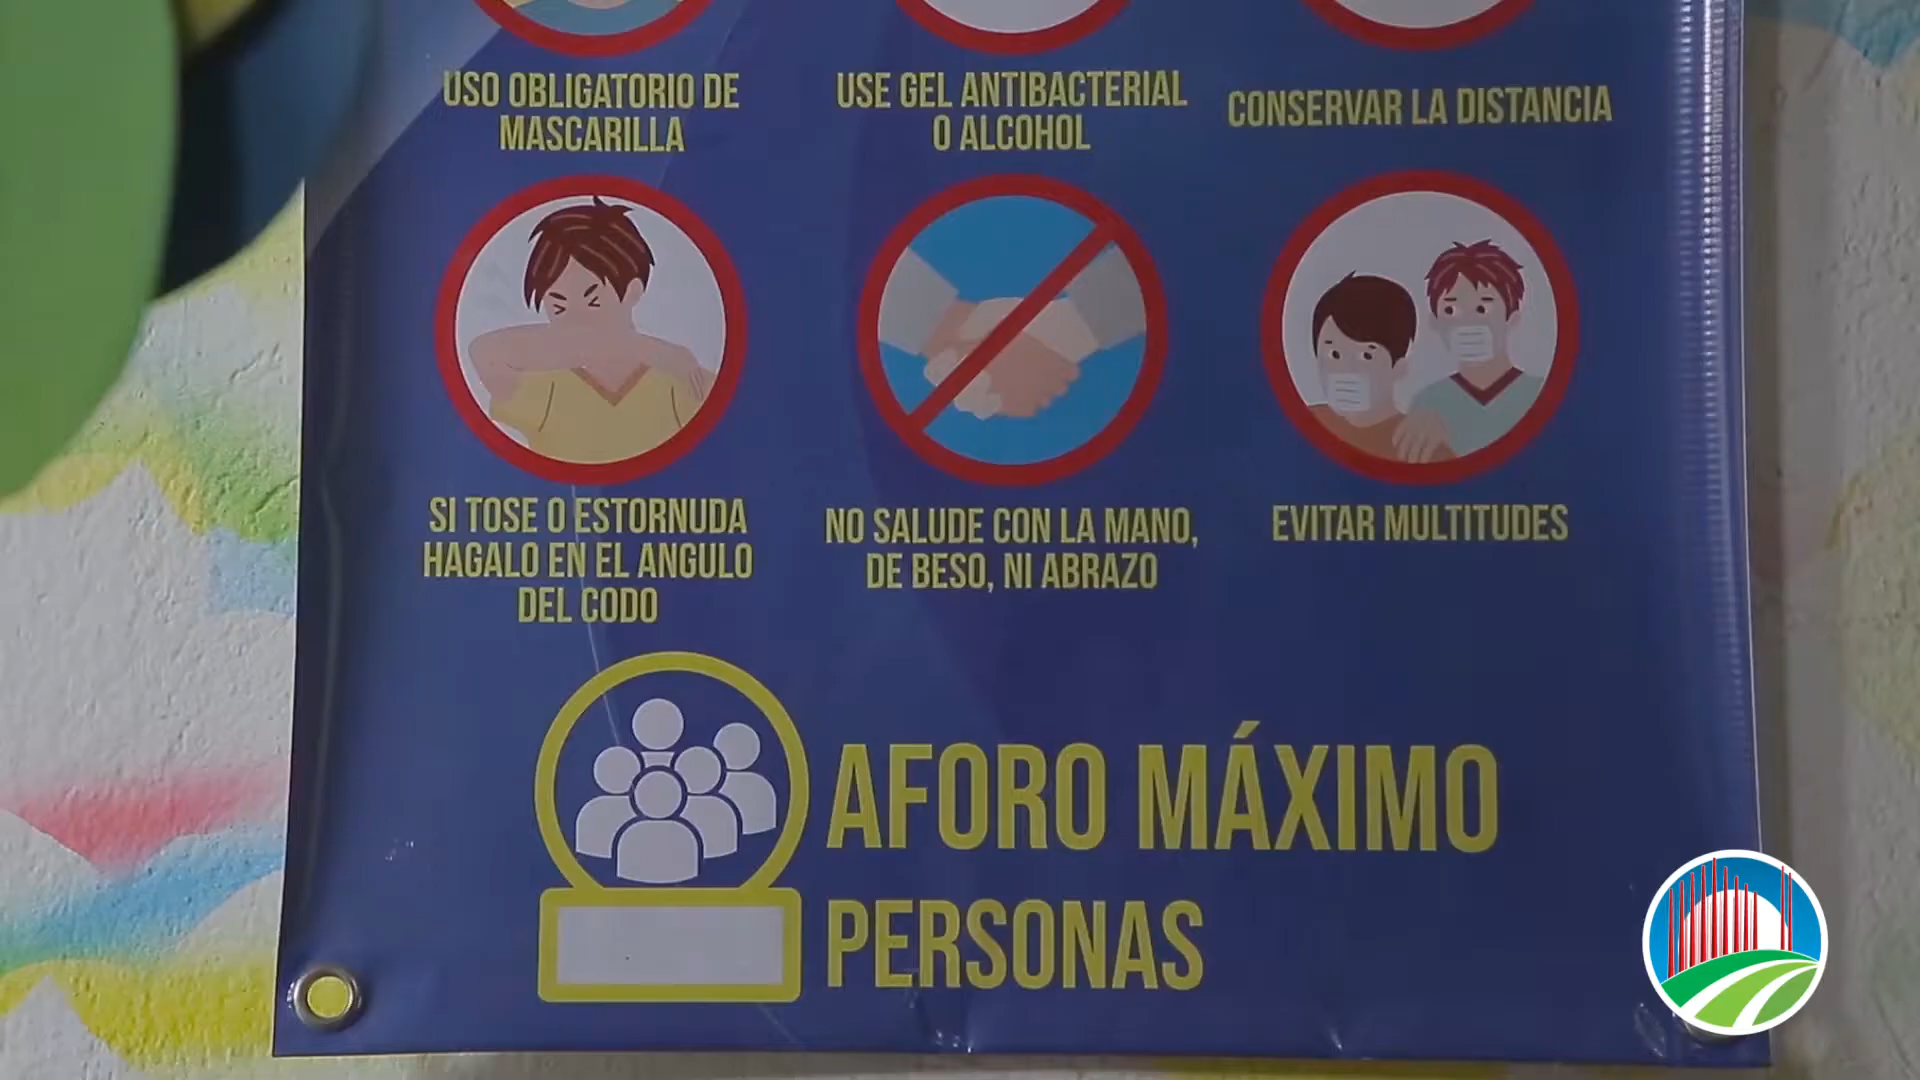 USO OBLIGATORIO DE
MASCARILLA
USE GEL ANTIBACTERIAL
O ALCOHOL
CONSERVAR LA DISTANCIA
SI TOSE O ESTORNUDA
HAGALO EN EL ANGULO
DEL CODO
NO SALUDE CON LA MANO,
DE BESO, NI ABRAZO
EVITAR MULTITUDES
AFORO MÁXIMO
PERSONAS